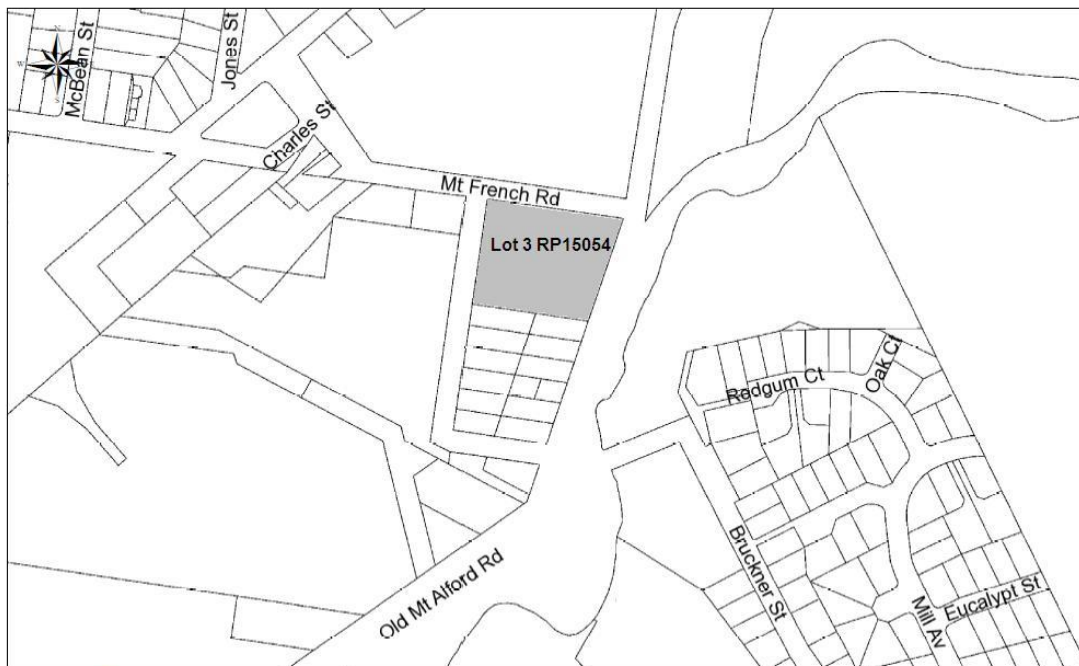 N
W
S
McBean St
Jones St
Charles St
Mt French Rd
Lot 3 RP15054
Redgum Ct
Oak Ct
Bruckner St
Old Mt Alford Rd
Mill Av
Eucalypt St